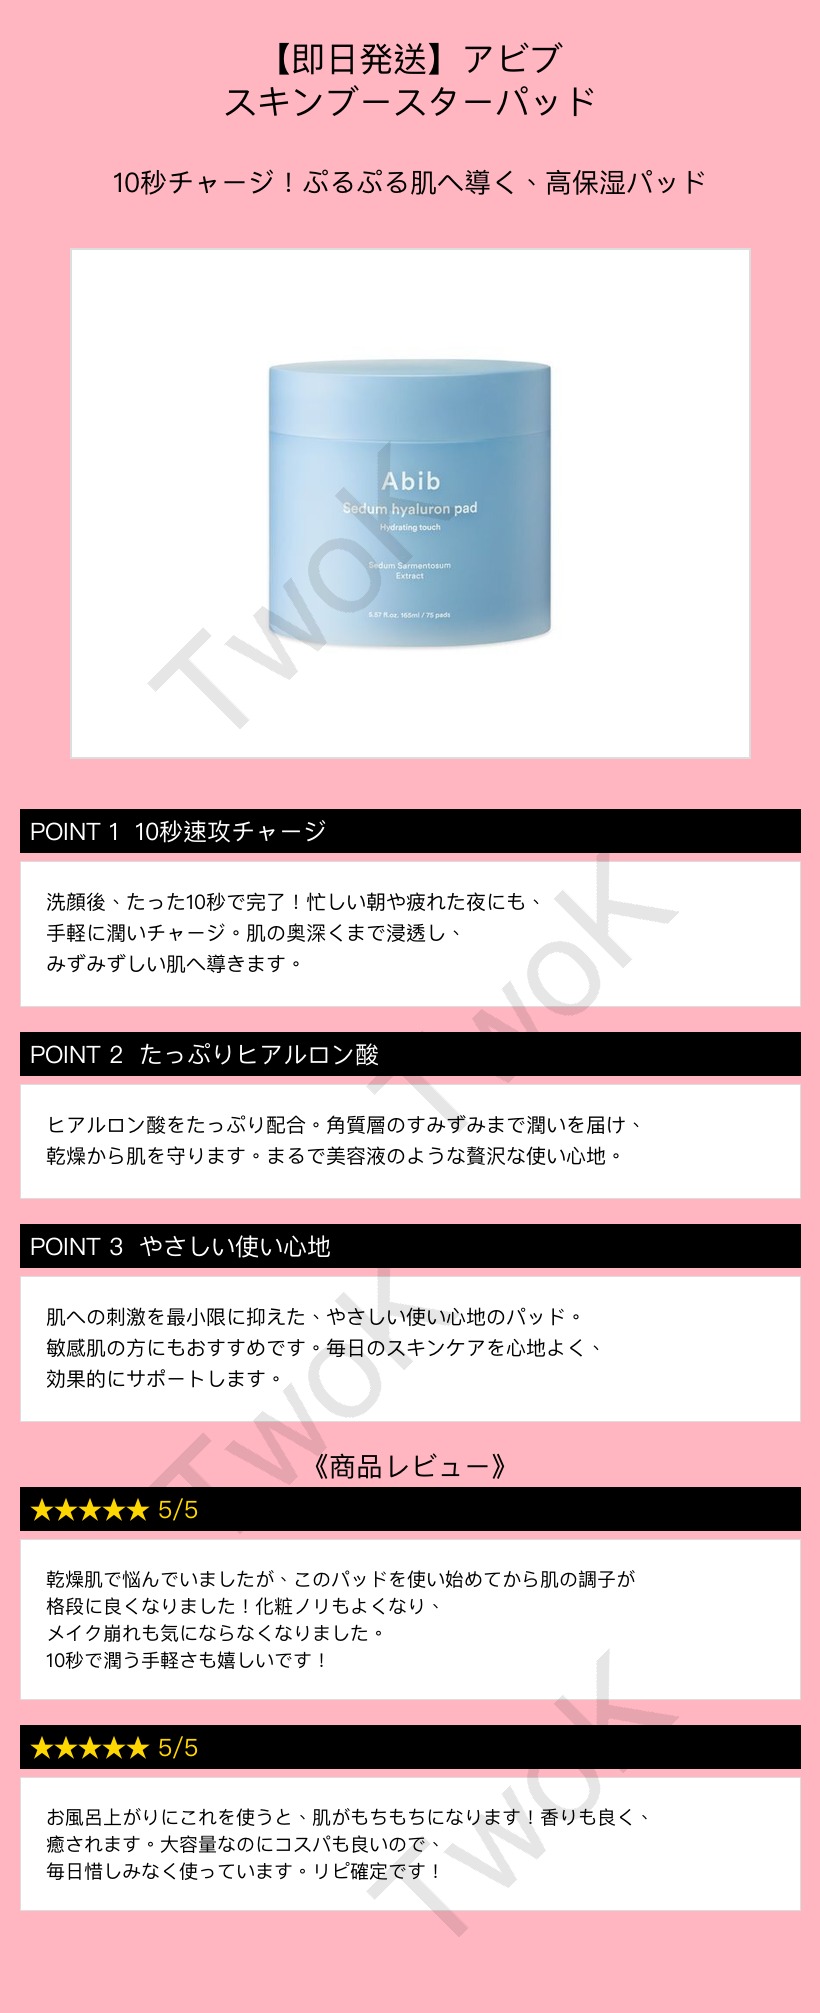 【即日発送】アビブ
スキンブースターパッド
10秒チャージ！ぷるぷる肌へ導く、高保湿パッド
Abib
Sedum hyaluron pad
Hydrating touch
Sedum Sarmentosum
Extract
5.57 fl.oz. 165ml / 75 pads
TwoK
POINT 1 10秒速攻チャージ
洗顔後、たった10秒で完了！忙しい朝や疲れた夜にも、
手軽に潤いチャージ。肌の奥深くまで浸透し、
みずみずしい肌へ導きます。
TwoK
POINT 2 たっぷりヒアルロン酸
ヒアルロン酸をたっぷり配合。角質層のすみずみまで潤いを届け、
乾燥から肌を守ります。まるで美容液のような贅沢な使い心地。
POINT 3 やさしい使い心地
肌への刺激を最小限に抑えた、やさしい使い心地のパッド。
敏感肌の方にもおすすめです。毎日のスキンケアを心地よく、
効果的にサポートします。
TwoK
《商品レビュー》
★★★★★ 5/5
乾燥肌で悩んでいましたが、このパッドを使い始めてから肌の調子が
格段に良くなりました！化粧ノリもよくなり、
メイク崩れも気にならなくなりました。
10秒で潤う手軽さも嬉しいです！
★★★★★ 5/5
お風呂上がりにこれを使うと、肌がもちもちになります！香りも良く、
癒されます。大容量なのにコスパも良いので、
毎日惜しみなく使っています。リピ確定です！
TwoK